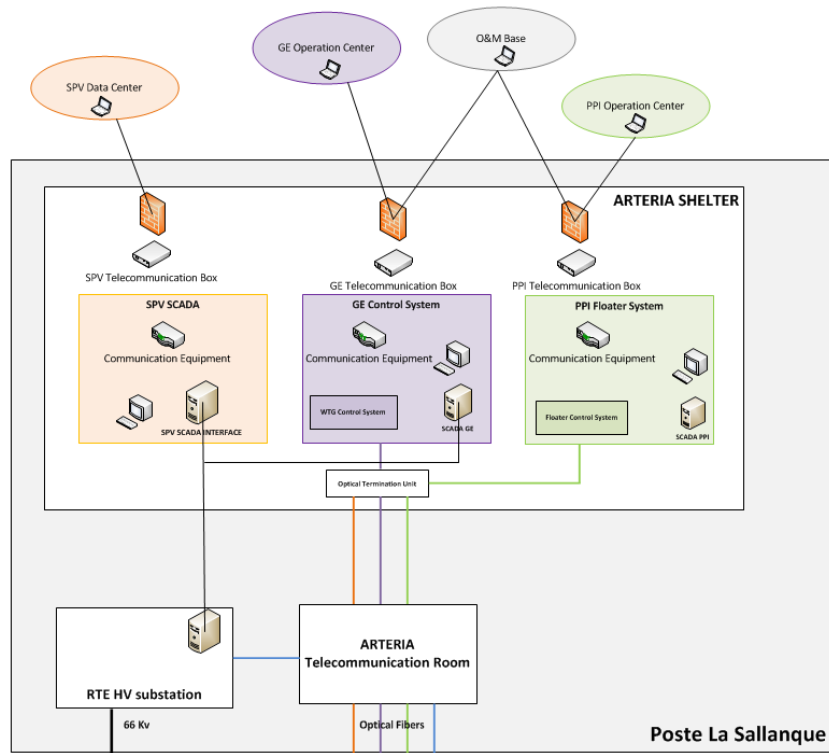 GE Operation Center
O&M Base
SPV Data Center
PPI Operation Center
ARTERIA SHELTER
SPV Telecommunication Box
GE Telecommunication Box
PPI Telecommunication Box
SPV SCADA
GE Control System
PPI Floater System
Communication Equipment
Communication Equipment
Communication Equipment
WTG Control System
Floater Control System
SPV SCADA INTERFACE
SCADA GE
SCADA PPI
Optical Termination Unit
ARTERIA
Telecommunication Room
RTE HV substation
66 Kv
Optical Fibers
Poste La Sallanque